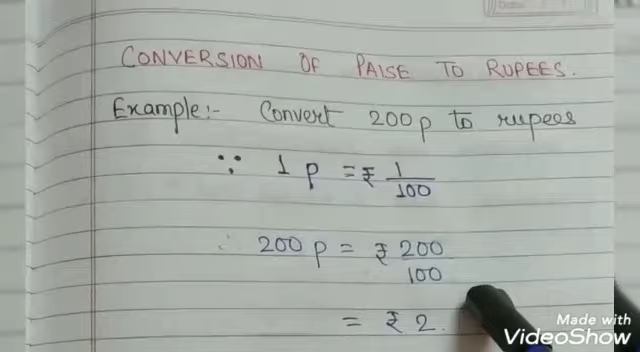 CONVERSION OF PAISE TO RUPEES.
Example:- Convert 200p to rupees
∵ 1 p = ₹ 1/100
∴ 200 p = ₹ 200/100
= ₹ 2.
Made with
VideoShow